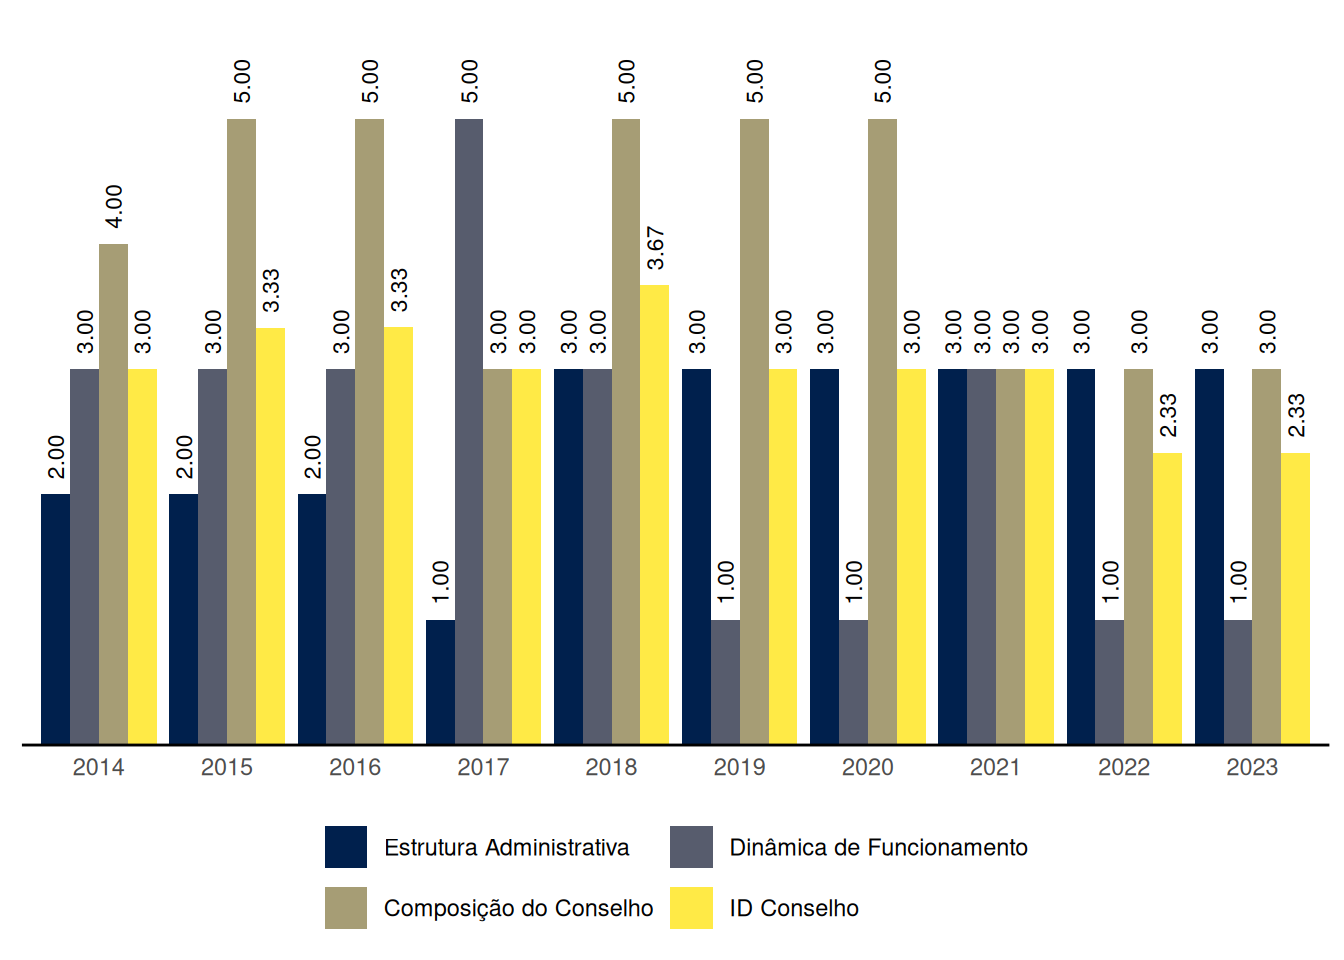 2.00 3.00 4.00 3.00
2.00 3.00 5.00 3.33
2.00 3.00 5.00 3.33
1.00 5.00 3.00 3.00
3.00 3.00 5.00 3.67
3.00 1.00 5.00 3.00
3.00 1.00 5.00 3.00
3.00 3.00 3.00 3.00
3.00 1.00 3.00 2.33
3.00 1.00 3.00 2.33
2014 2015 2016 2017 2018 2019 2020 2021 2022 2023
Estrutura Administrativa Dinâmica de Funcionamento
Composição do Conselho ID Conselho